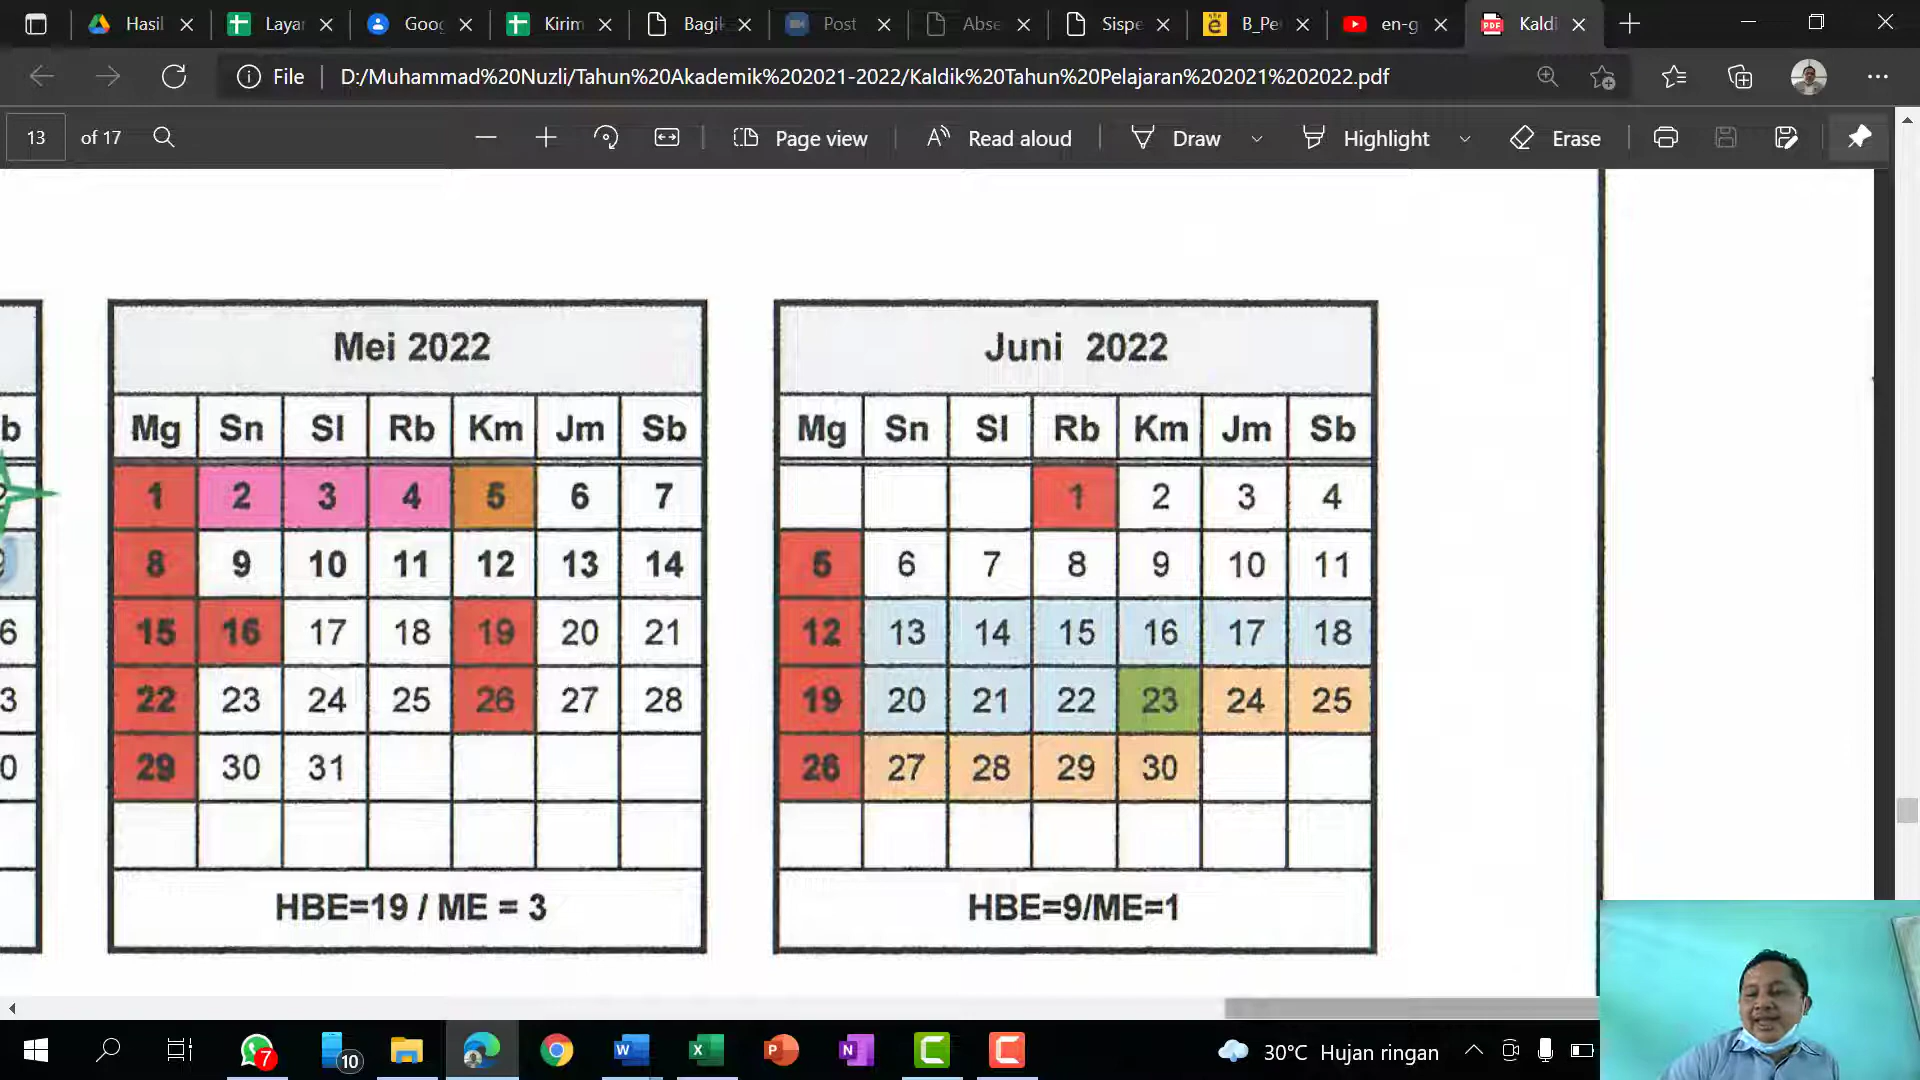 Hasil
Layar
Goog
Kirim
Bagik
Post
Abse
Sispe
B_Pe
en-g
Kaldi
File
D:/Muhammad%20Nuzli/Tahun%20Akademik%202021-2022/Kaldik%20Tahun%20Pelajaran%202021%202022.pdf
13 of 17
Page view
Read aloud
Draw
Highlight
Erase
Mei 2022
Mg Sn Sl Rb Km Jm Sb
1 2 3 4 5 6 7
8 9 10 11 12 13 14
15 16 17 18 19 20 21
22 23 24 25 26 27 28
29 30 31
HBE=19 / ME = 3
Juni 2022
Mg Sn Sl Rb Km Jm Sb
1 2 3 4
5 6 7 8 9 10 11
12 13 14 15 16 17 18
19 20 21 22 23 24 25
26 27 28 29 30
HBE=9/ME=1
b
6
3
0
7
10
30°C Hujan ringan